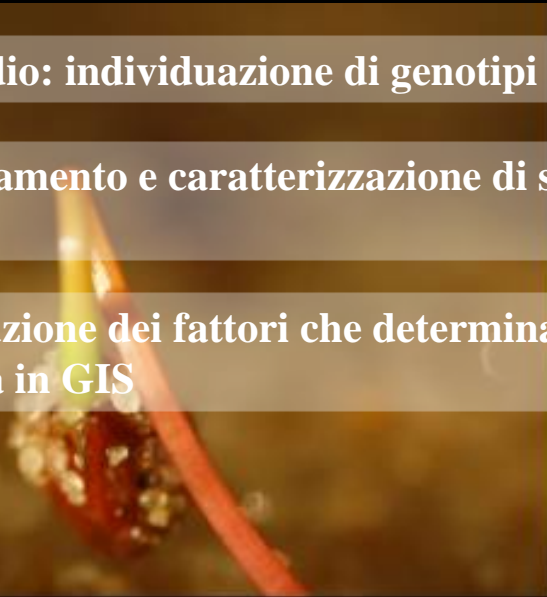 dio: individuazione di genotipi
amento e caratterizzazione di s
zione dei fattori che determina
in GIS